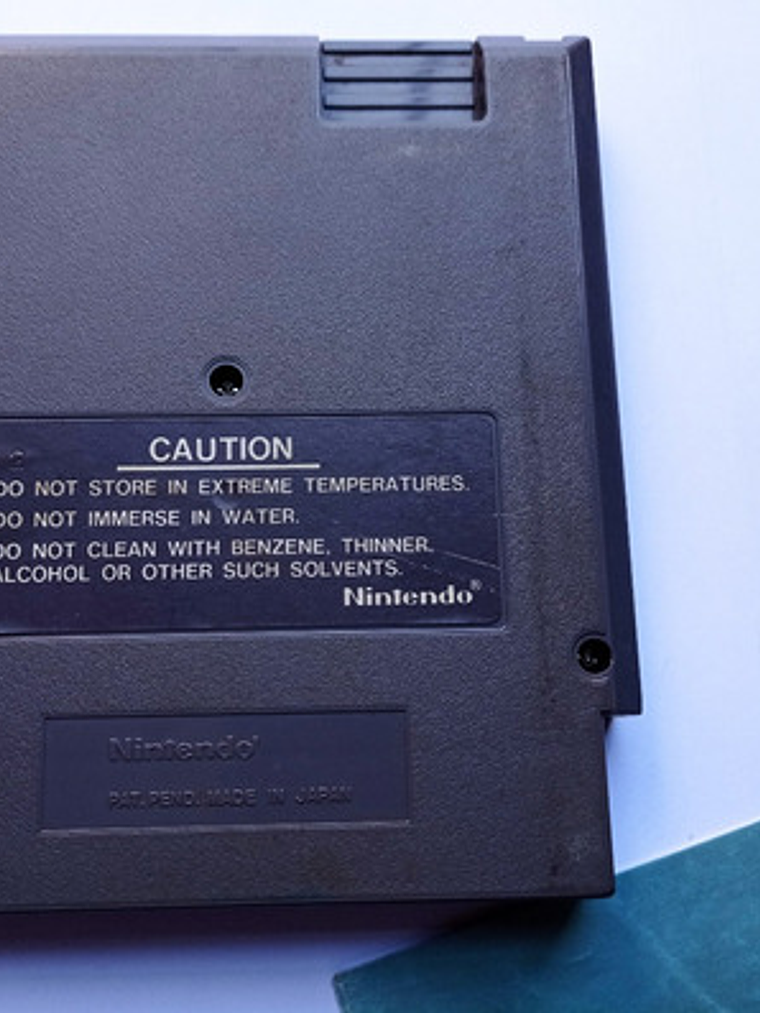 CAUTION
DO NOT STORE IN EXTREME TEMPERATURES.
DO NOT IMMERSE IN WATER.
DO NOT CLEAN WITH BENZENE, THINNER,
ALCOHOL OR OTHER SUCH SOLVENTS.
Nintendo®
Nintendo
PAT. PEND. MADE IN JAPAN